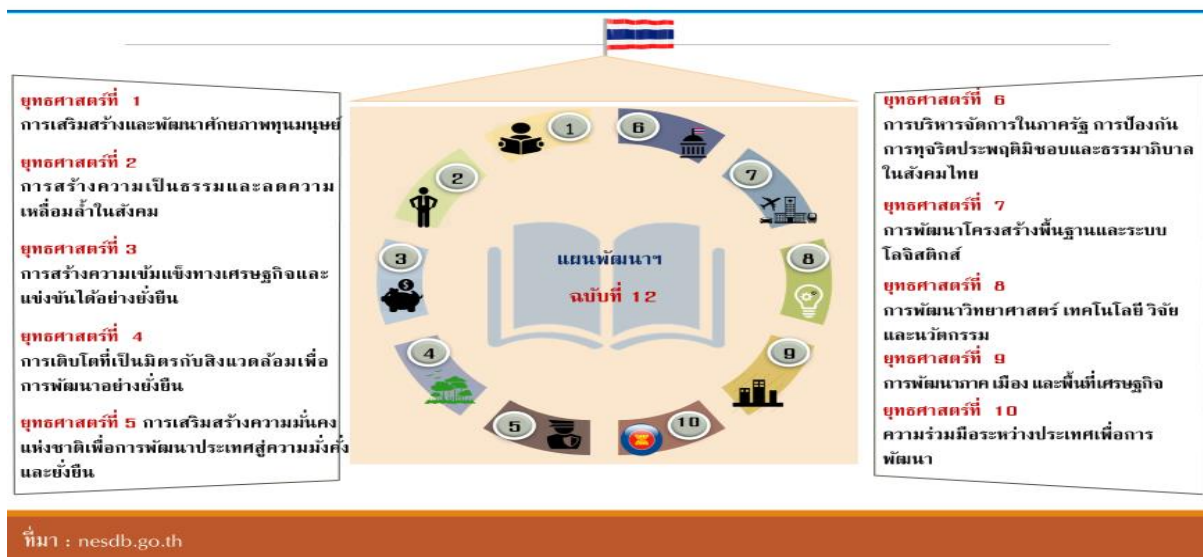 ยุทธศาสตร์ที่ 1
การเสริมสร้างและพัฒนาศักยภาพทุนมนุษย์
ยุทธศาสตร์ที่ 2
การสร้างความเป็นธรรมและลดความ
เหลื่อมล้ำในสังคม
ยุทธศาสตร์ที่ 3
การสร้างความเข้มแข็งทางเศรษฐกิจและ
แข่งขันได้อย่างยั่งยืน
ยุทธศาสตร์ที่ 4
การเติบโตที่เป็นมิตรกับสิ่งแวดล้อมเพื่อ
การพัฒนาอย่างยั่งยืน
ยุทธศาสตร์ที่ 5 การเสริมสร้างความมั่นคง
แห่งชาติเพื่อการพัฒนาประเทศสู่ความมั่งคั่ง
และยั่งยืน
1
2
3
4
5
6
7
8
9
10
แผนพัฒนาฯ
ฉบับที่ 12
ยุทธศาสตร์ที่ 6
การบริหารจัดการในภาครัฐ การป้องกัน
การทุจริตประพฤติมิชอบและธรรมาภิบาล
ในสังคมไทย
ยุทธศาสตร์ที่ 7
การพัฒนาโครงสร้างพื้นฐานและระบบ
โลจิสติกส์
ยุทธศาสตร์ที่ 8
การพัฒนาวิทยาศาสตร์ เทคโนโลยี วิจัย
และนวัตกรรม
ยุทธศาสตร์ที่ 9
การพัฒนาภาค เมือง และพื้นที่เศรษฐกิจ
ยุทธศาสตร์ที่ 10
ความร่วมมือระหว่างประเทศเพื่อการ
พัฒนา
ที่มา : nesdb.go.th